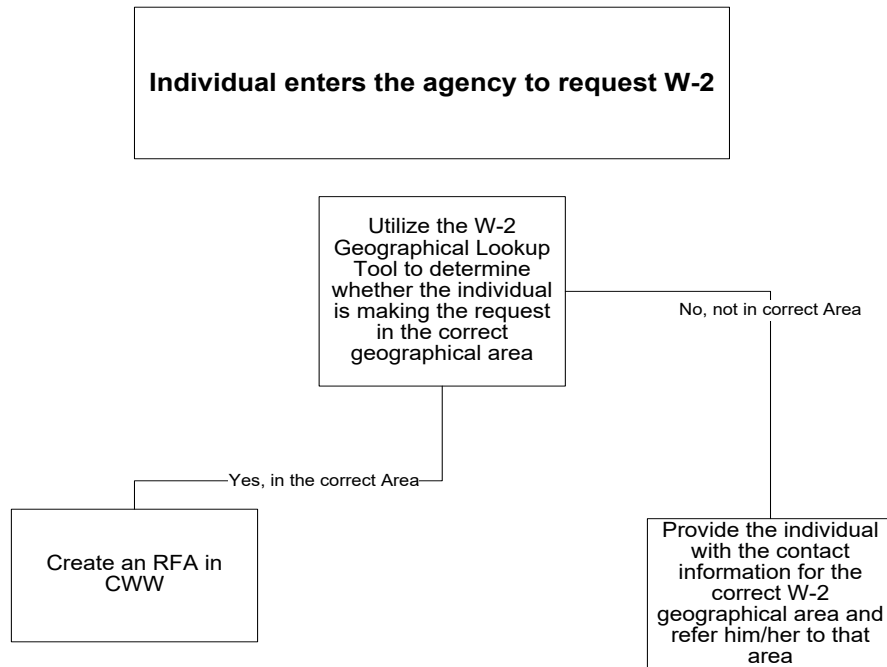 Individual enters the agency to request W-2
Utilize the W-2
Geographical Lookup
Tool to determine
whether the individual
is making the request
in the correct
geographical area
No, not in correct Area
Yes, in the correct Area
Create an RFA in
CWW
Provide the individual
with the contact
information for the
correct W-2
geographical area and
refer him/her to that
area